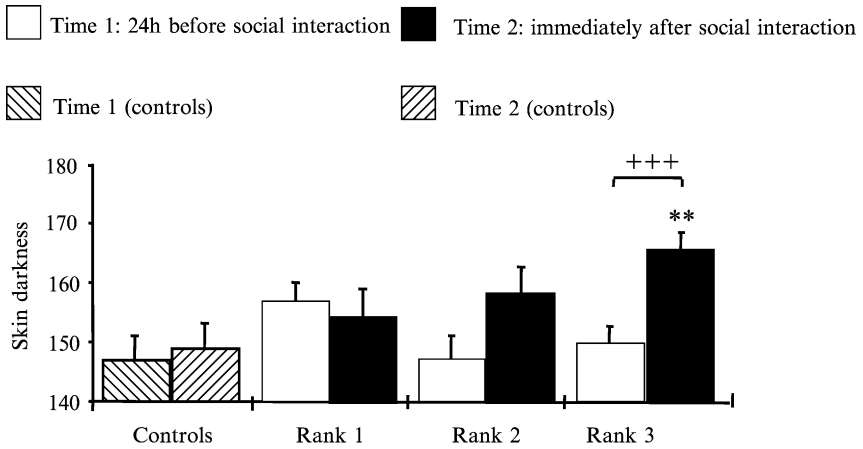 Time 1: 24h before social interaction
Time 2: immediately after social interaction
Time 1 (controls)
Time 2 (controls)
180
170
160
150
140
Skin darkness
+++
**
Controls
Rank 1
Rank 2
Rank 3